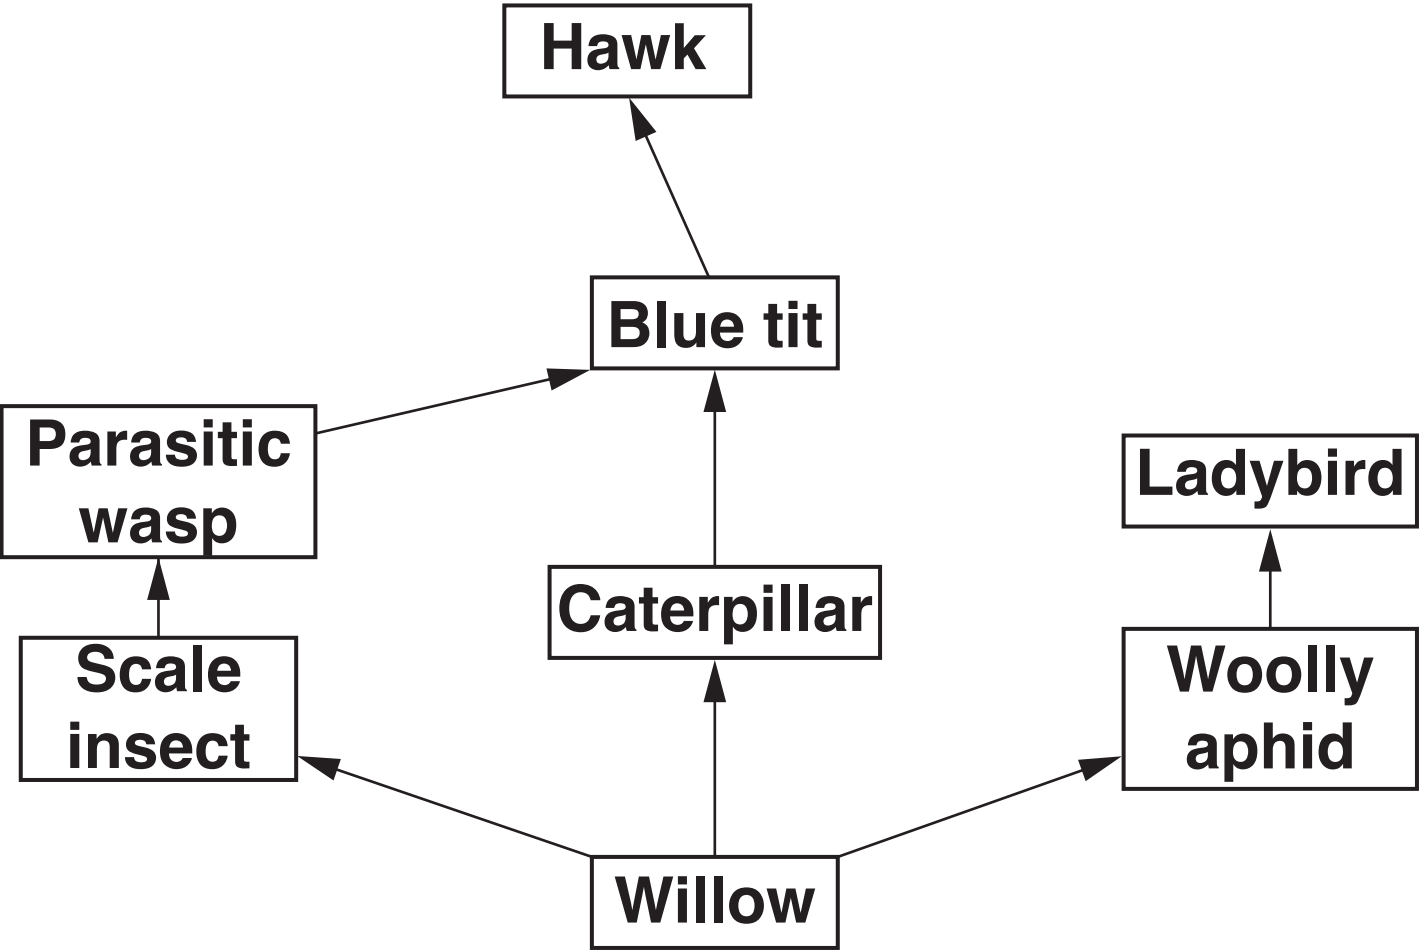 Hawk
Blue tit
Parasitic
wasp
Ladybird
Caterpillar
Scale
insect
Woolly
aphid
Willow